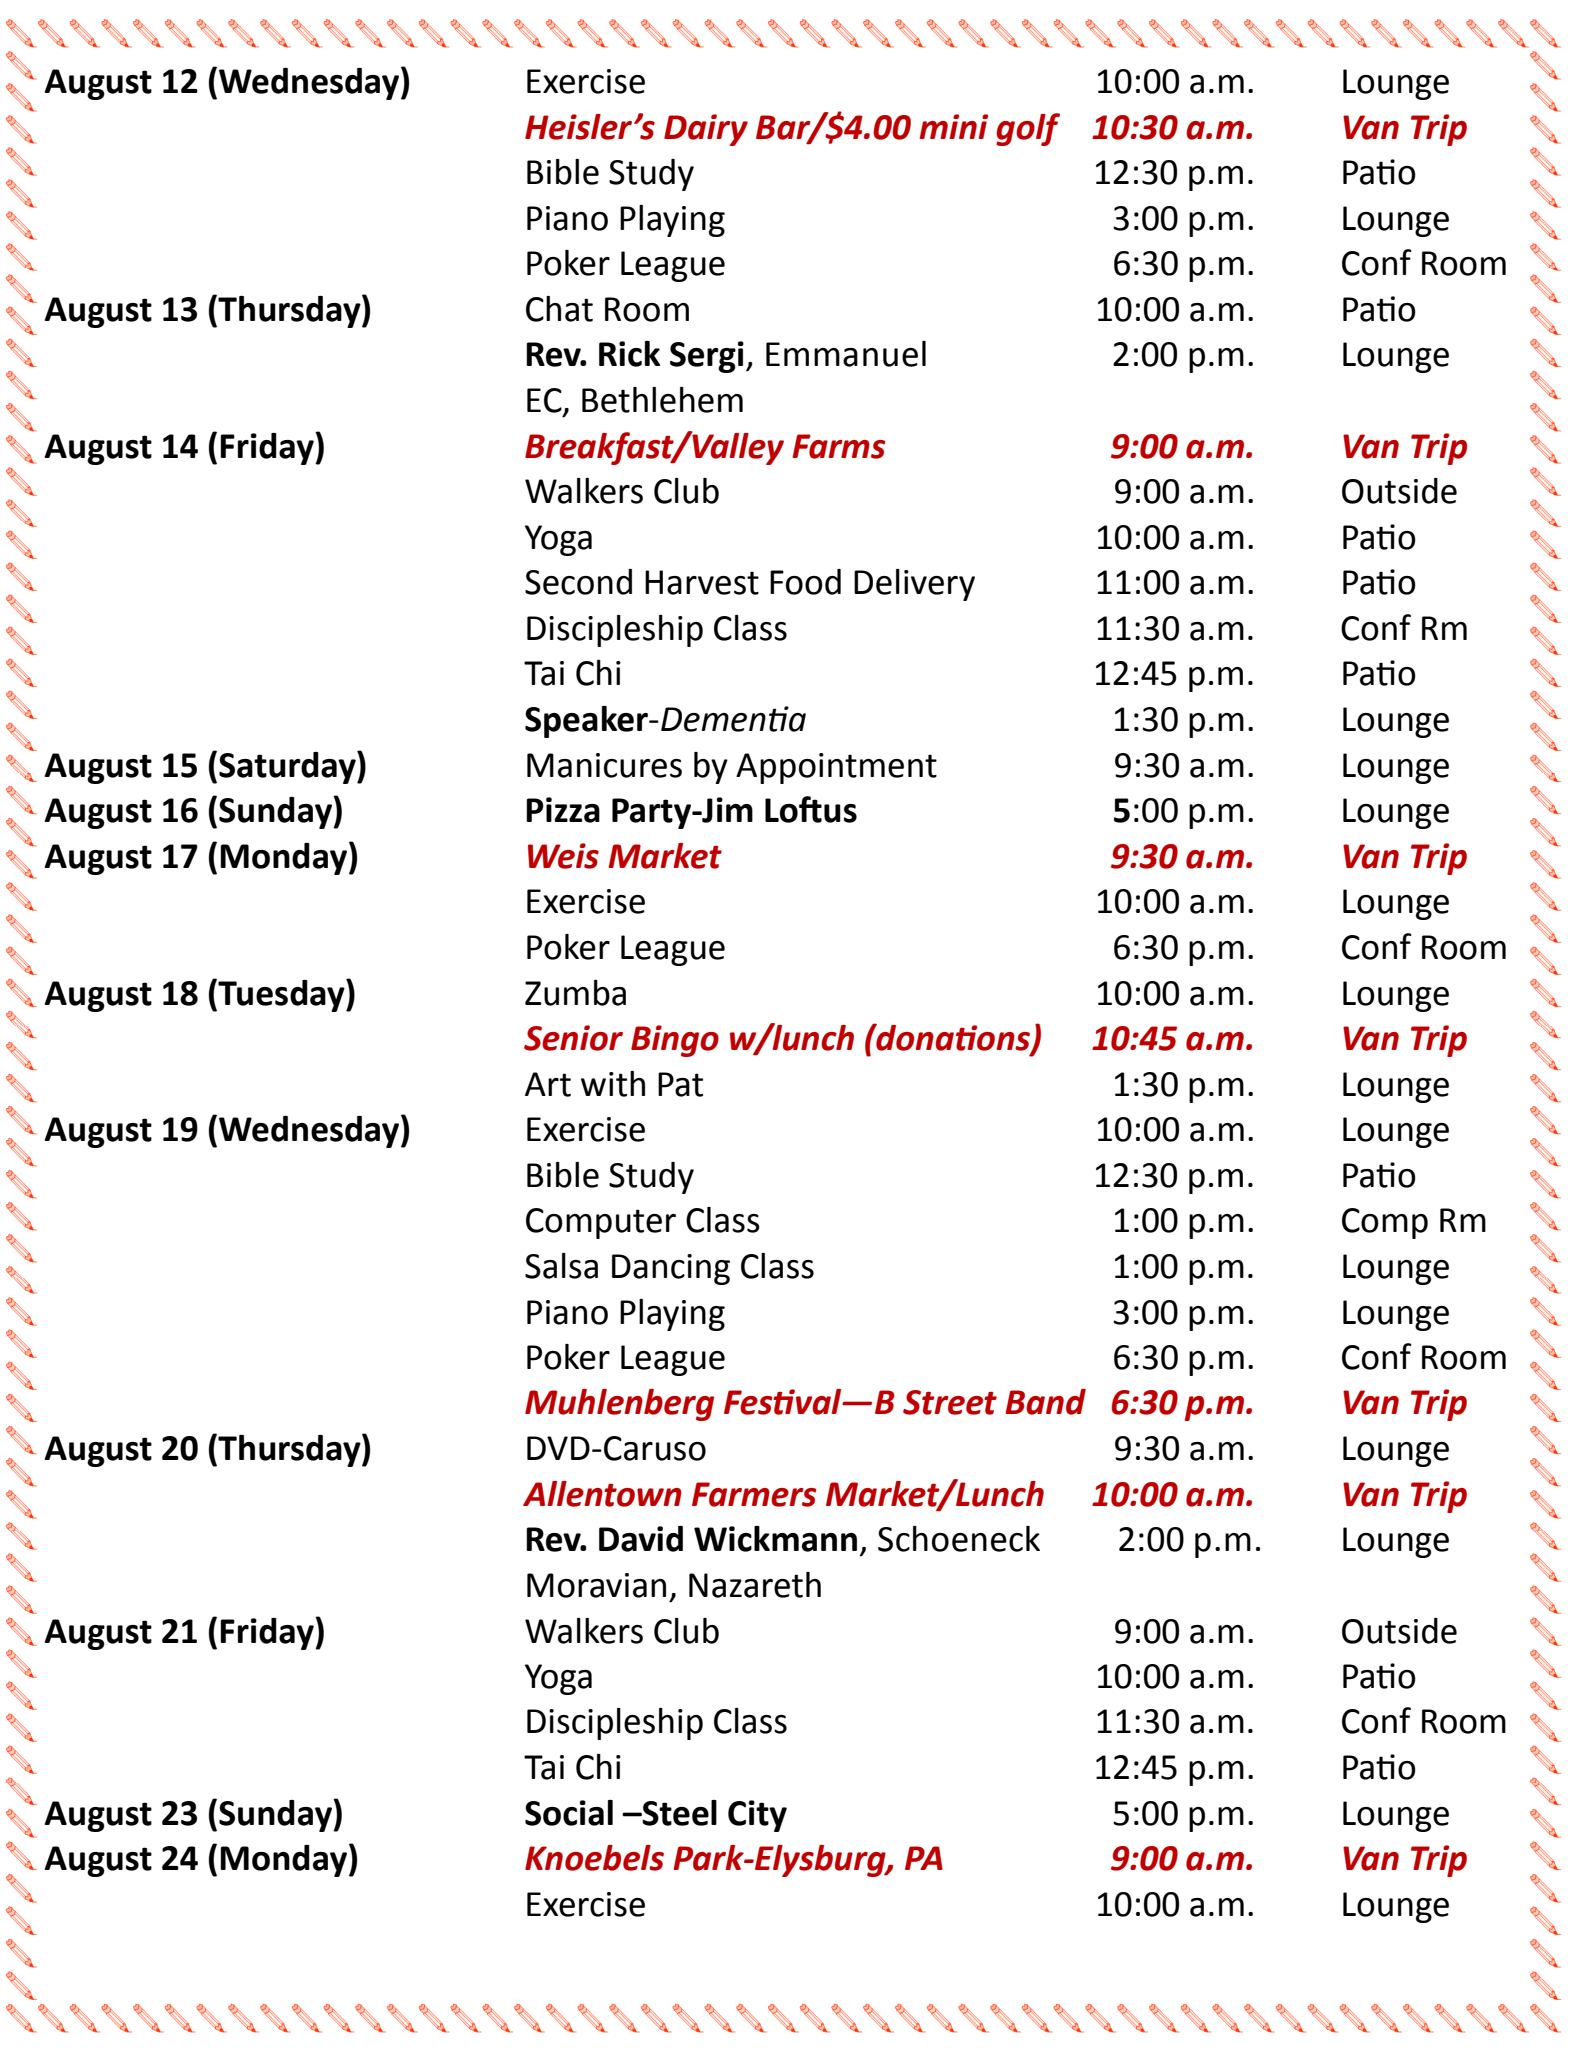 August 12 (Wednesday) Exercise 10:00 a.m. Lounge
Heisler's Dairy Bar/$4.00 mini golf 10:30 a.m. Van Trip
Bible Study 12:30 p.m. Patio
Piano Playing 3:00 p.m. Lounge
Poker League 6:30 p.m. Conf Room
August 13 (Thursday) Chat Room 10:00 a.m. Patio
Rev. Rick Sergi, Emmanuel 2:00 p.m. Lounge
EC, Bethlehem
August 14 (Friday) Breakfast/Valley Farms 9:00 a.m. Van Trip
Walkers Club 9:00 a.m. Outside
Yoga 10:00 a.m. Patio
Second Harvest Food Delivery 11:00 a.m. Patio
Discipleship Class 11:30 a.m. Conf Rm
Tai Chi 12:45 p.m. Patio
Speaker-Dementia 1:30 p.m. Lounge
August 15 (Saturday) Manicures by Appointment 9:30 a.m. Lounge
August 16 (Sunday) Pizza Party-Jim Loftus 5:00 p.m. Lounge
August 17 (Monday) Weis Market 9:30 a.m. Van Trip
Exercise 10:00 a.m. Lounge
Poker League 6:30 p.m. Conf Room
August 18 (Tuesday) Zumba 10:00 a.m. Lounge
Senior Bingo w/lunch (donations) 10:45 a.m. Van Trip
Art with Pat 1:30 p.m. Lounge
August 19 (Wednesday) Exercise 10:00 a.m. Lounge
Bible Study 12:30 p.m. Patio
Computer Class 1:00 p.m. Comp Rm
Salsa Dancing Class 1:00 p.m. Lounge
Piano Playing 3:00 p.m. Lounge
Poker League 6:30 p.m. Conf Room
Muhlenberg Festival—B Street Band 6:30 p.m. Van Trip
August 20 (Thursday) DVD-Caruso 9:30 a.m. Lounge
Allentown Farmers Market/Lunch 10:00 a.m. Van Trip
Rev. David Wickmann, Schoeneck 2:00 p.m. Lounge
Moravian, Nazareth
August 21 (Friday) Walkers Club 9:00 a.m. Outside
Yoga 10:00 a.m. Patio
Discipleship Class 11:30 a.m. Conf Room
Tai Chi 12:45 p.m. Patio
August 23 (Sunday) Social –Steel City 5:00 p.m. Lounge
August 24 (Monday) Knoebels Park-Elysburg, PA 9:00 a.m. Van Trip
Exercise 10:00 a.m. Lounge